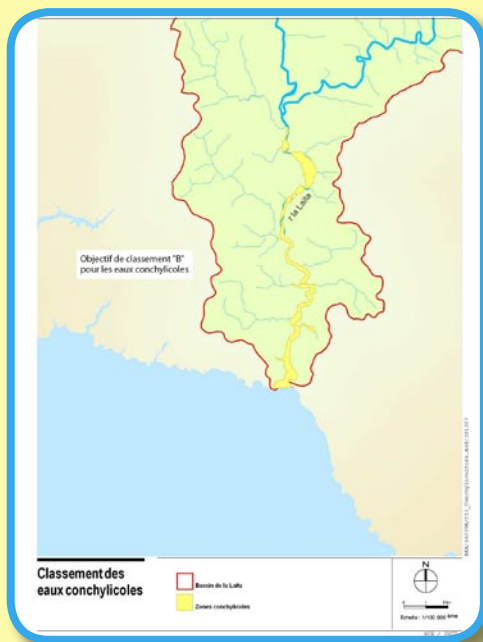 r la Laïta
Objectif de classement "B"
pour les eaux conchylicoles
Classement des
eaux conchylicoles
Bassin de la Laïta
Zones conchylicoles
N
Echelle : 1/100 000 ème